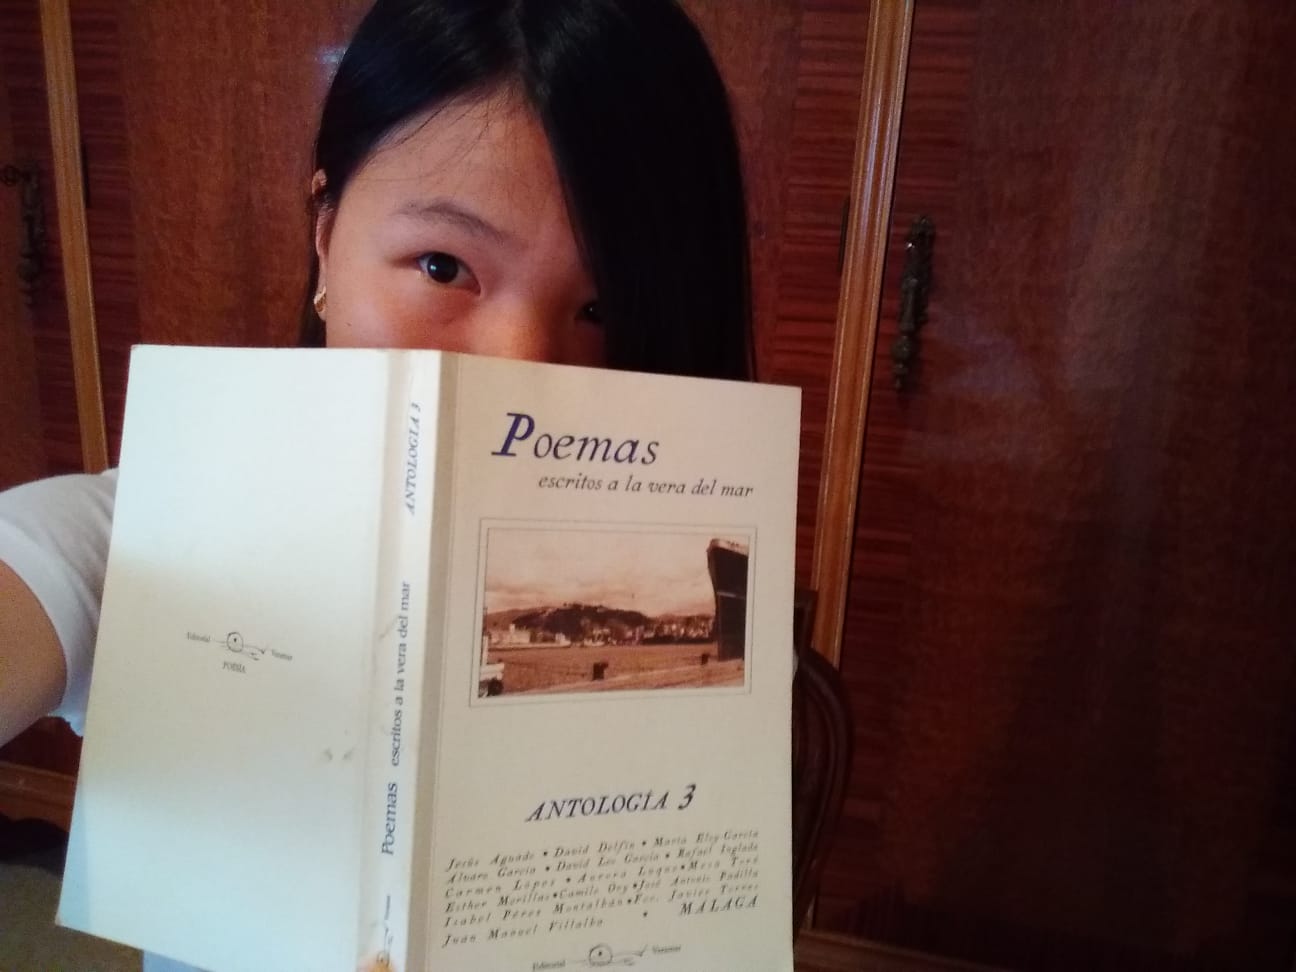 Poemas
escritos a la vera del mar
ANTOLOGÍA 3
Jesús Aguado • David Delfín • María Eloy-García
Álvaro García • David Leo García • Rafael Inglada
Carmen López • Aurora Luque • Mesa Toré
Esther Morillas • Camilo Ory • José Antonio Padilla
Isabel Pérez Montalbán • Fco. Javier Torres
Juan Manuel Villalba • MÁLAGA
Editorial Veramar
Poemas escritos a la vera del mar ANTOLOGÍA 3
Editorial Veramar
POESÍA